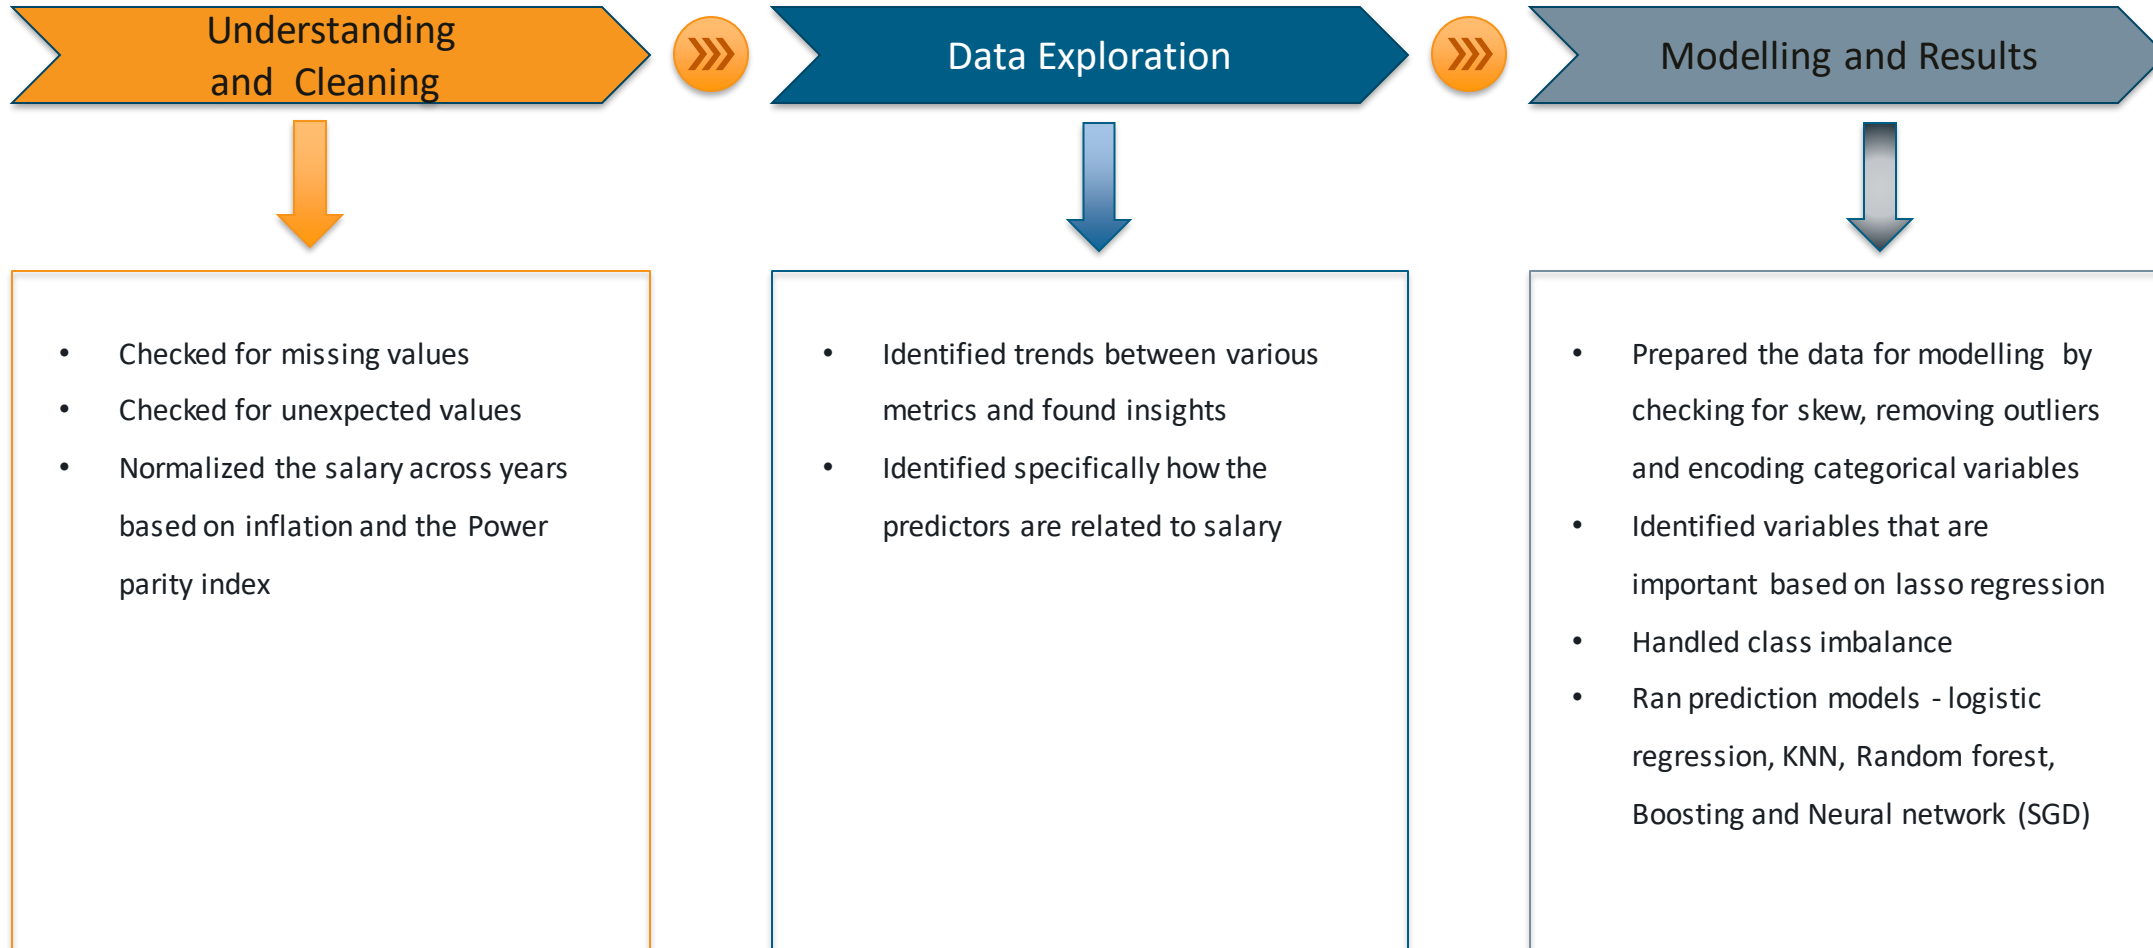 Understanding
and Cleaning
Data Exploration
Modelling and Results
• Checked for missing values
• Checked for unexpected values
• Normalized the salary across years
based on inflation and the Power
parity index
• Identified trends between various
metrics and found insights
• Identified specifically how the
predictors are related to salary
• Prepared the data for modelling by
checking for skew, removing outliers
and encoding categorical variables
• Identified variables that are
important based on lasso regression
• Handled class imbalance
• Ran prediction models - logistic
regression, KNN, Random forest,
Boosting and Neural network (SGD)